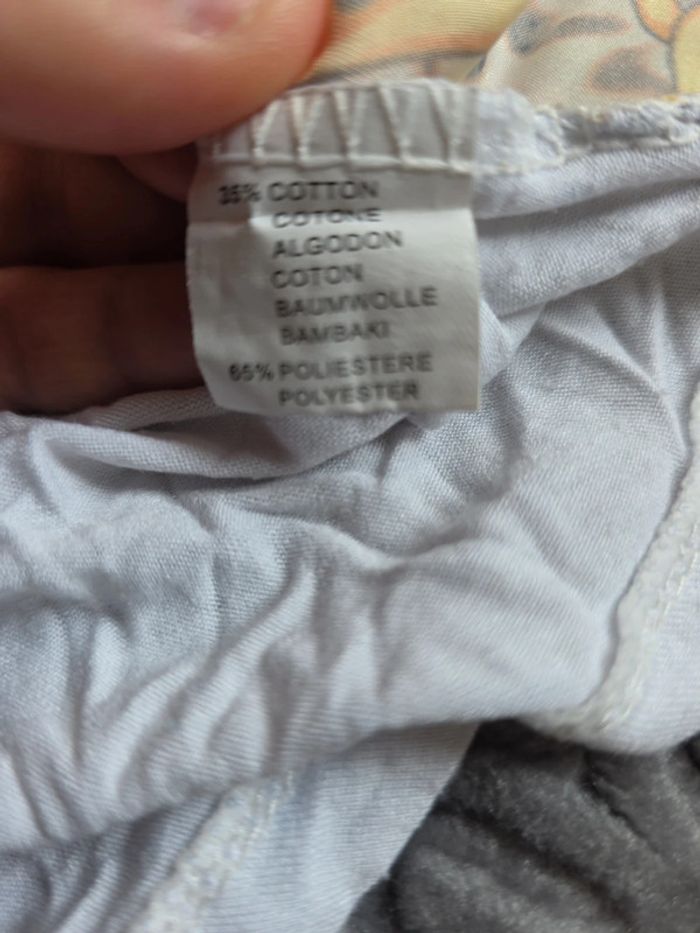 35% COTTON
COTONE
ALGODON
COTON
BAUMWOLLE
BAMBAKI
65% POLIESTERE
POLYESTER